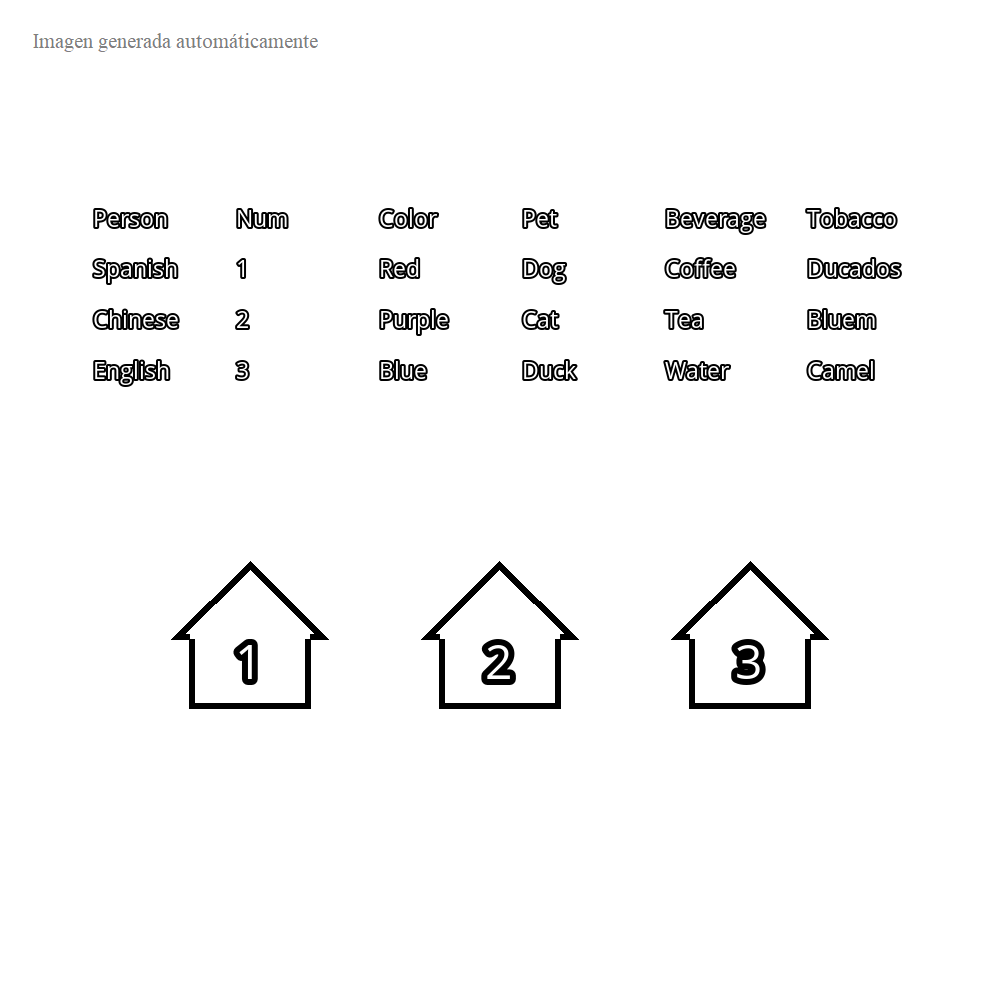 Imagen generada automáticamente
Person Num Color Pet Beverage Tobacco
Spanish 1 Red Dog Coffee Ducados
Chinese 2 Purple Cat Tea Bluem
English 3 Blue Duck Water Camel
1 2 3